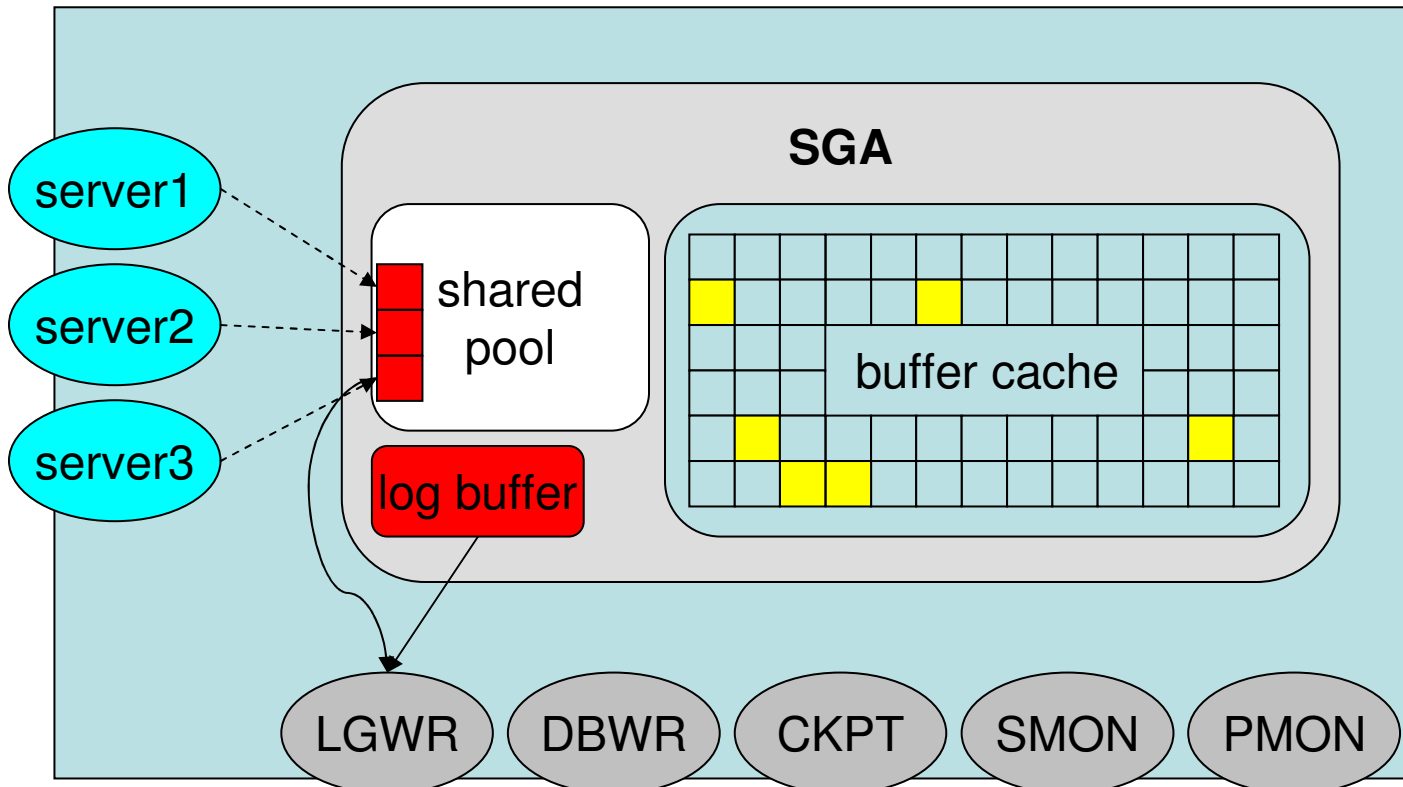 SGA
server1
server2
server3
shared
pool
buffer cache
log buffer
LGWR
DBWR
CKPT
SMON
PMON